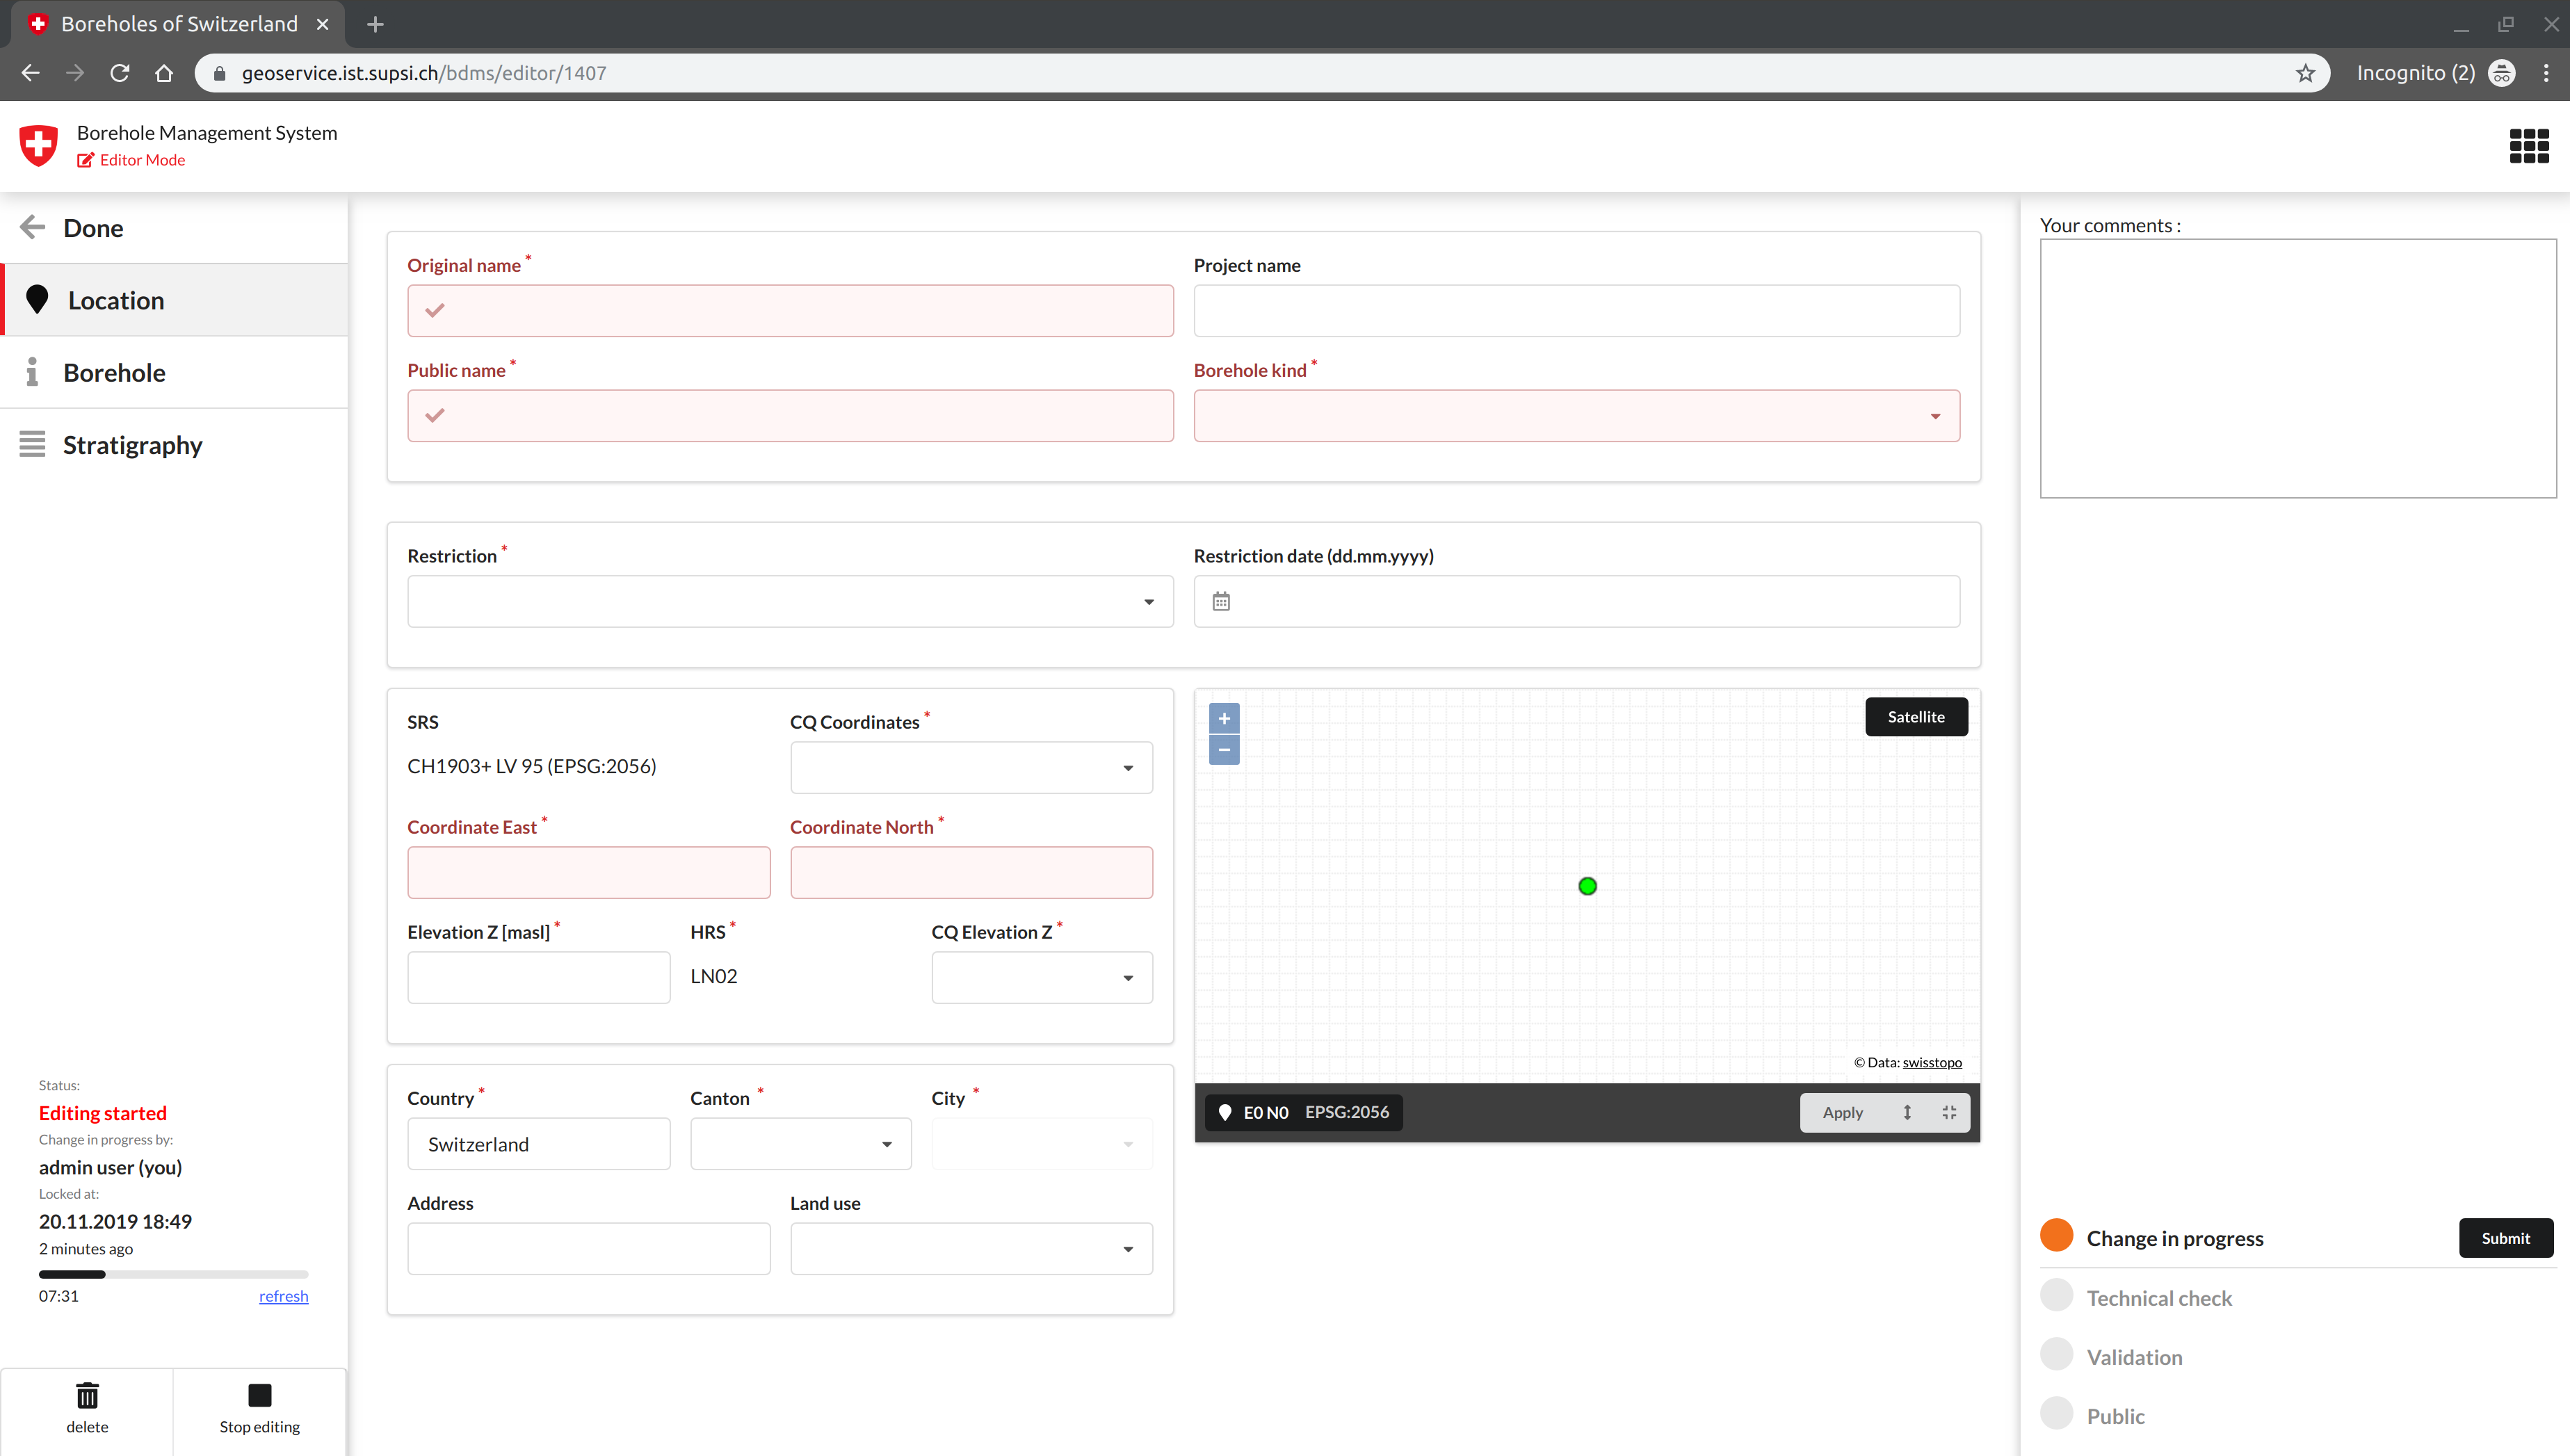 Boreholes of Switzerland
geoservice.ist.supsi.ch/bdms/editor/1407
Incognito (2)
Borehole Management System
Editor Mode
Done
Location
Borehole
Stratigraphy
Status:
Editing started
Change in progress by:
admin user (you)
Locked at:
20.11.2019 18:49
2 minutes ago
07:31 refresh
delete Stop editing
Original name * Project name
Public name * Borehole kind *
Restriction * Restriction date (dd.mm.yyyy)
SRS CQ Coordinates *
CH1903+ LV 95 (EPSG:2056)
Coordinate East * Coordinate North *
Elevation Z [masl] * HRS * CQ Elevation Z *
LN02
Country * Canton * City *
Switzerland
Address Land use
+
−
Satellite
© Data: swisstopo
E0 N0 EPSG:2056 Apply
Your comments :
Change in progress Submit
Technical check
Validation
Public